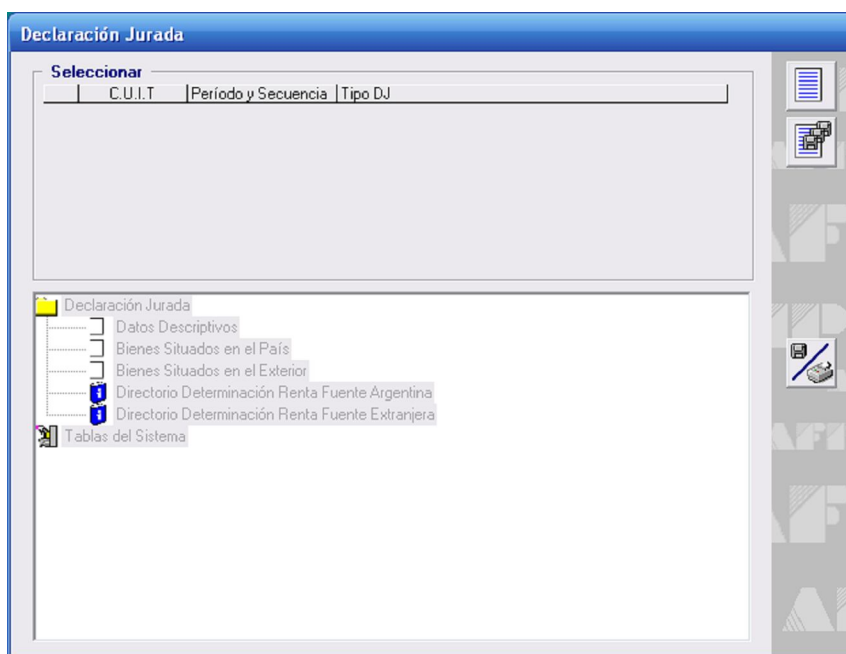 Declaración Jurada
Seleccionar
C.U.I.T Período y Secuencia Tipo DJ
Declaración Jurada
Datos Descriptivos
Bienes Situados en el País
Bienes Situados en el Exterior
Directorio Determinación Renta Fuente Argentina
Directorio Determinación Renta Fuente Extranjera
Tablas del Sistema
AFI